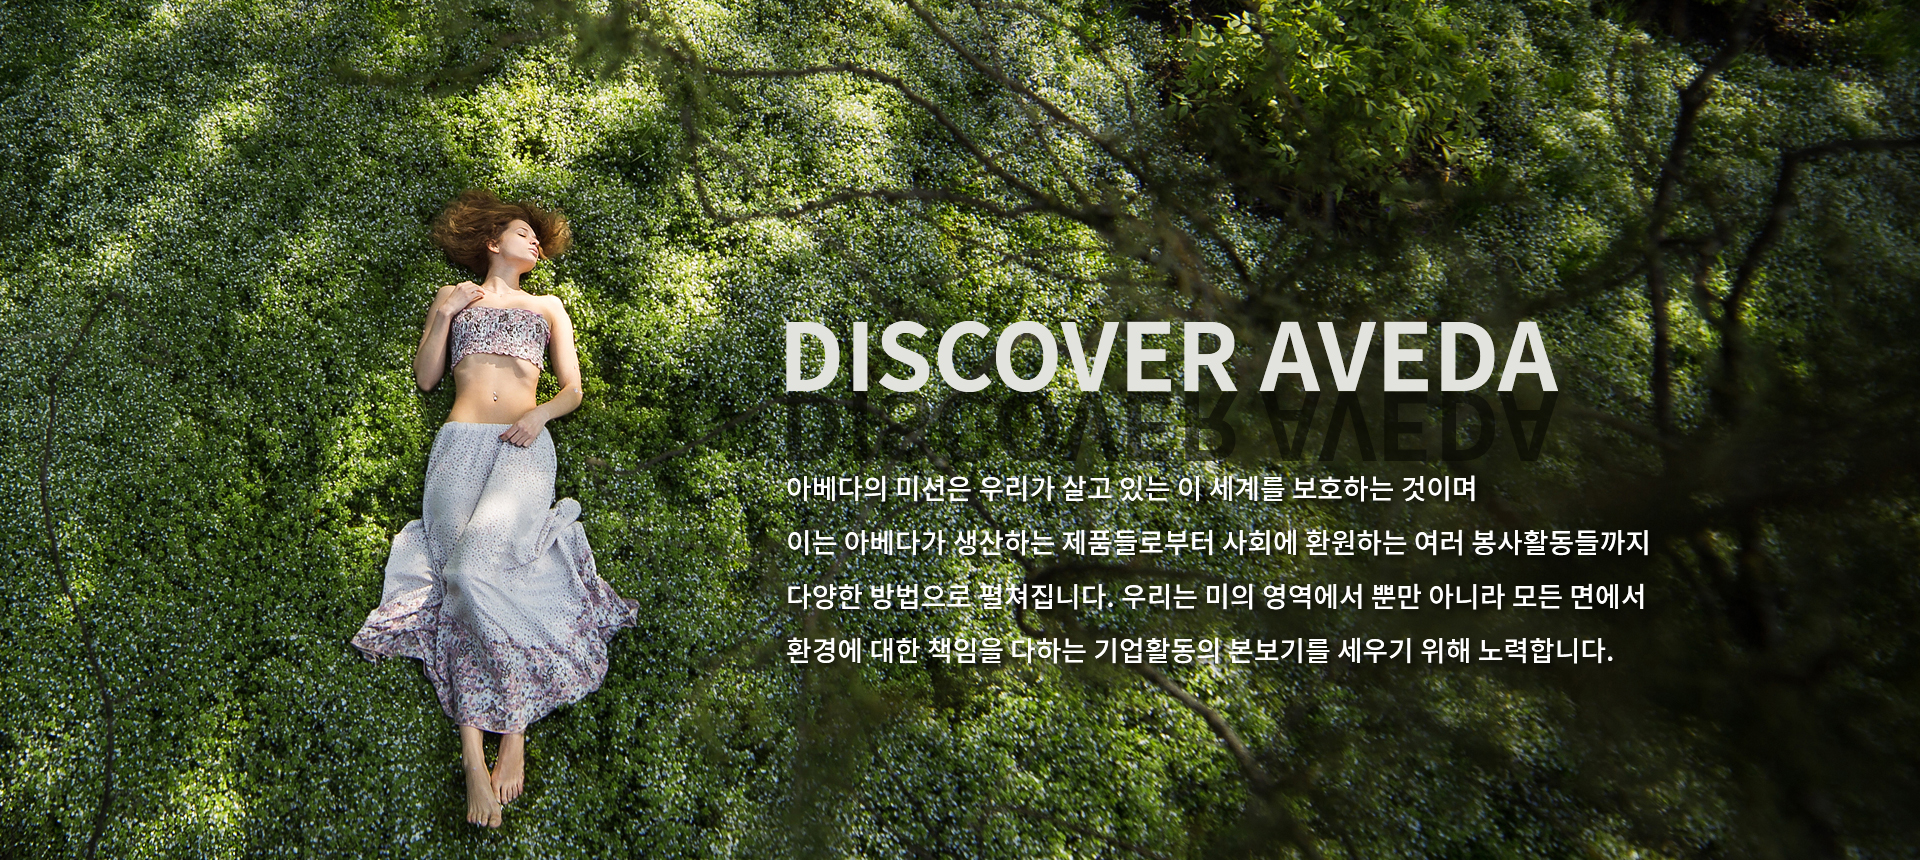 DISCOVER AVEDA
아베다의 미션은 우리가 살고 있는 이 세계를 보호하는 것이며
이는 아베다가 생산하는 제품들로부터 사회에 환원하는 여러 봉사활동들까지
다양한 방법으로 펼쳐집니다. 우리는 미의 영역에서 뿐만 아니라 모든 면에서
환경에 대한 책임을 다하는 기업활동의 본보기를 세우기 위해 노력합니다.